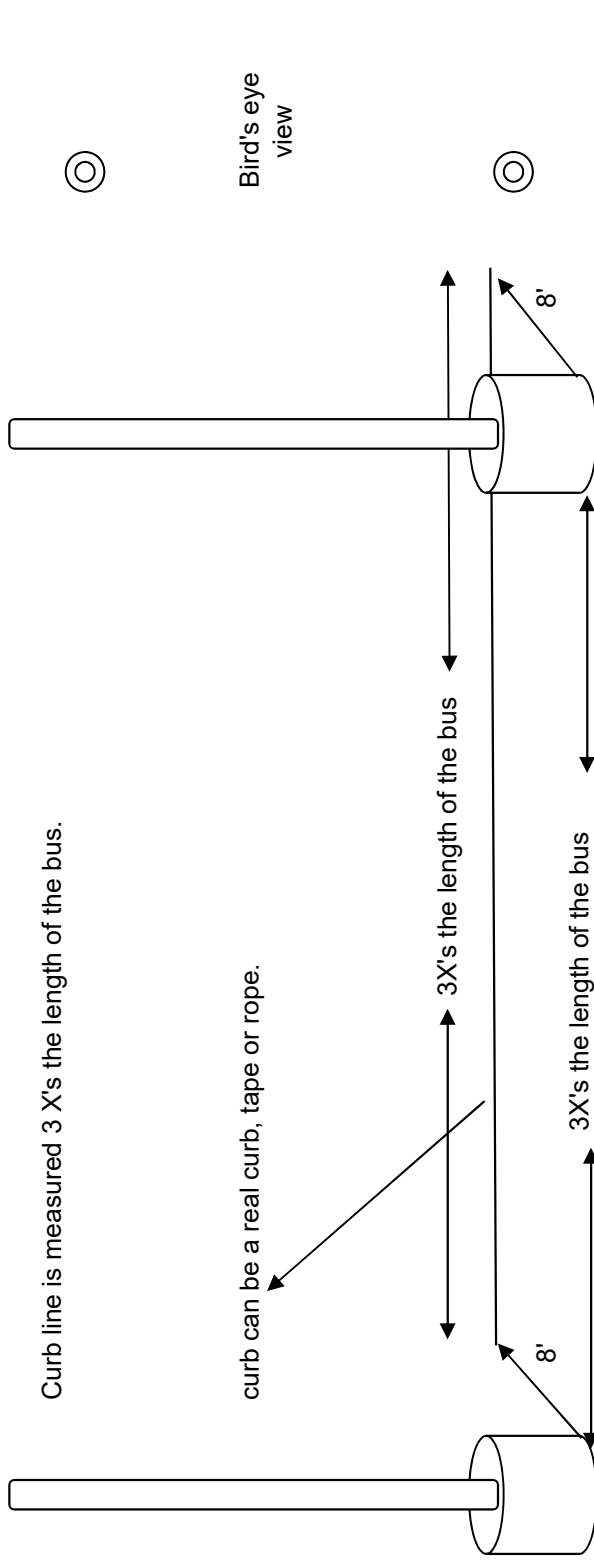 Curb line is measured 3 X's the length of the bus.
curb can be a real curb, tape or rope.
Bird's eye
view
3X's the length of the bus
8'
8'
3X's the length of the bus